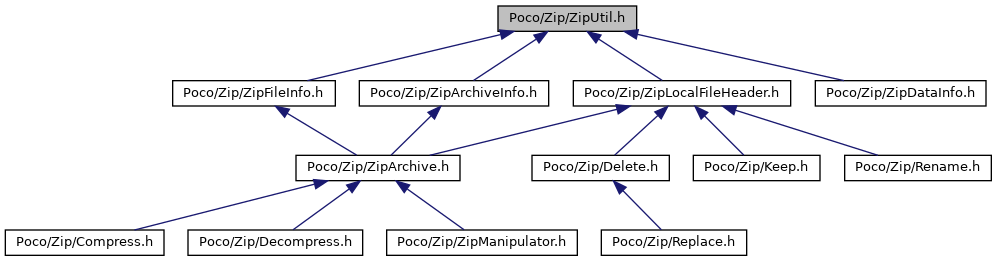 Poco/Zip/ZipUtil.h
Poco/Zip/ZipFileInfo.h
Poco/Zip/ZipArchiveInfo.h
Poco/Zip/ZipLocalFileHeader.h
Poco/Zip/ZipDataInfo.h
Poco/Zip/ZipArchive.h
Poco/Zip/Delete.h
Poco/Zip/Keep.h
Poco/Zip/Rename.h
Poco/Zip/Compress.h
Poco/Zip/Decompress.h
Poco/Zip/ZipManipulator.h
Poco/Zip/Replace.h